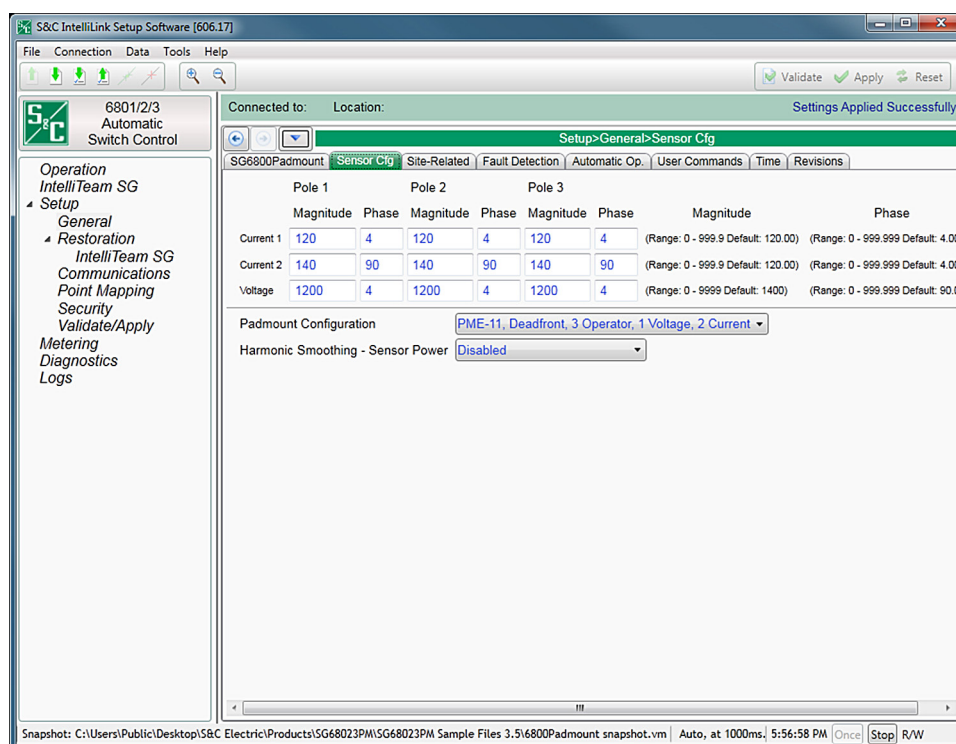 S&C IntelliLink Setup Software [606.17]
File Connection Data Tools Help
Validate Apply Reset
S&C
6801/2/3
Automatic
Switch Control
Connected to: Location: Settings Applied Successfully
Setup>General>Sensor Cfg
SG6800Padmount Sensor Cfg Site-Related Fault Detection Automatic Op. User Commands Time Revisions
Operation
IntelliTeam SG
Setup
General
Restoration
IntelliTeam SG
Communications
Point Mapping
Security
Validate/Apply
Metering
Diagnostics
Logs
Pole 1 Pole 2 Pole 3
Magnitude Phase Magnitude Phase Magnitude Phase Magnitude Phase
Current 1 120 4 120 4 120 4 (Range: 0 - 999.9 Default: 120.00) (Range: 0 - 999.999 Default: 4.00
Current 2 140 90 140 90 140 90 (Range: 0 - 999.9 Default: 120.00) (Range: 0 - 999.999 Default: 4.00
Voltage 1200 4 1200 4 1200 4 (Range: 0 - 9999 Default: 1400) (Range: 0 - 999.999 Default: 90.0
Padmount Configuration PME-11, Deadfront, 3 Operator, 1 Voltage, 2 Current
Harmonic Smoothing - Sensor Power Disabled
Snapshot: C:\Users\Public\Desktop\S&C Electric\Products\SG68023PM\SG68023PM Sample Files 3.5\6800Padmount snapshot.vm Auto, at 1000ms. 5:56:58 PM Once Stop R/W